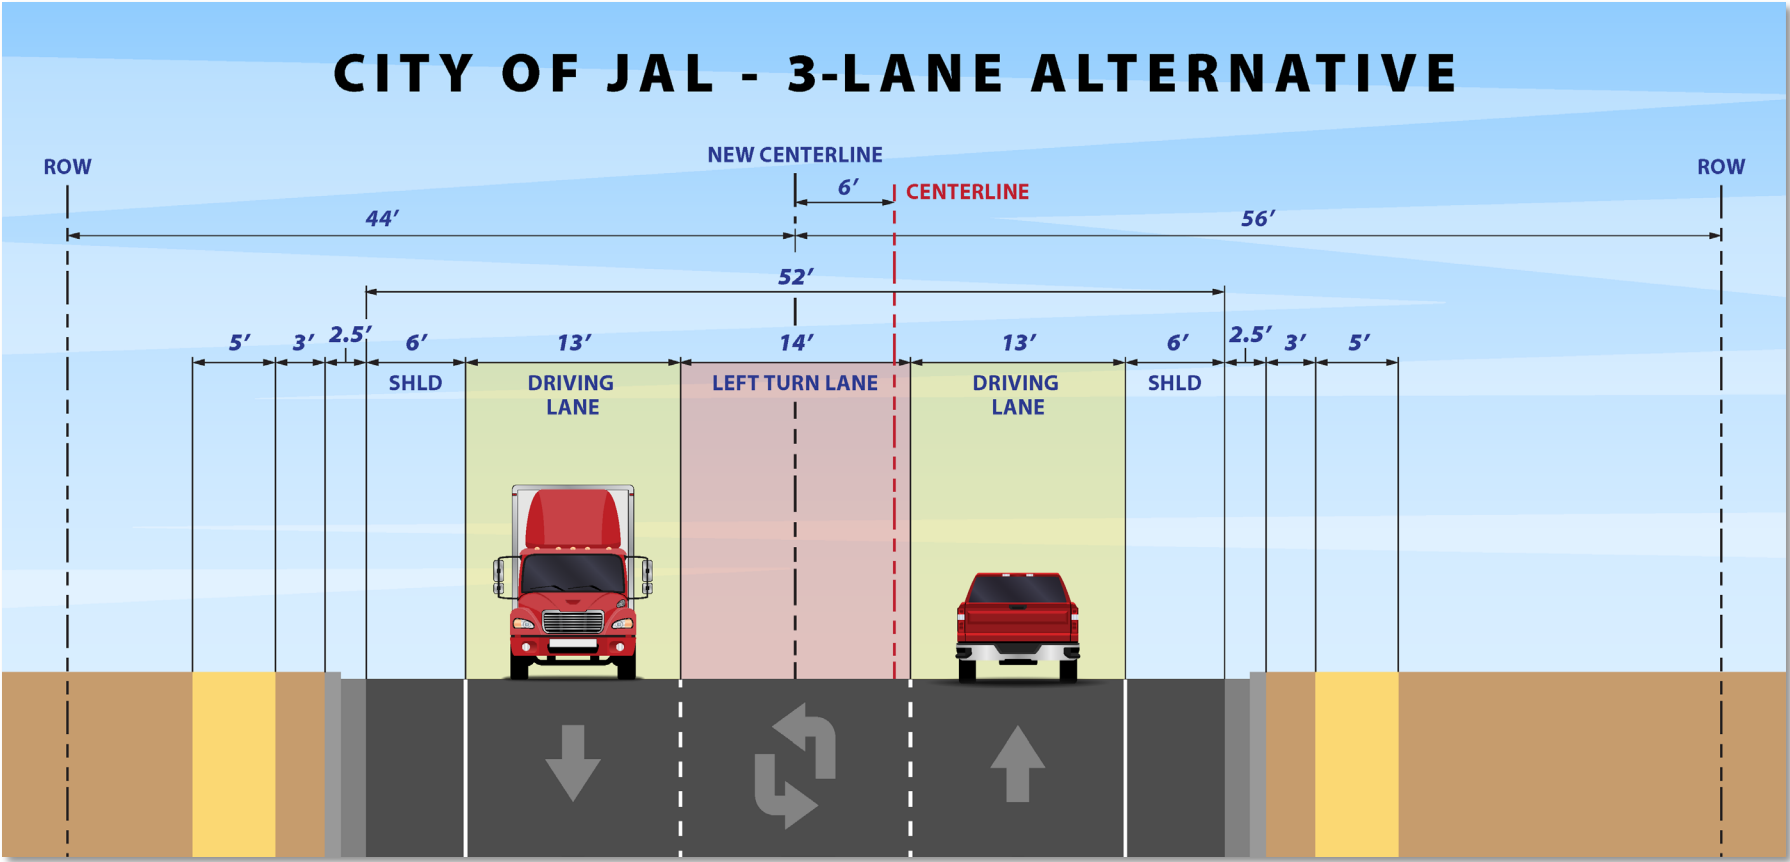 CITY OF JAL - 3-LANE ALTERNATIVE
NEW CENTERLINE
ROW
ROW
6’
CENTERLINE
44’
56’
52’
5’
3’
2.5’
6’
13’
14’
13’
6’
2.5’
3’
5’
SHLD
DRIVING
LANE
LEFT TURN LANE
DRIVING
LANE
SHLD